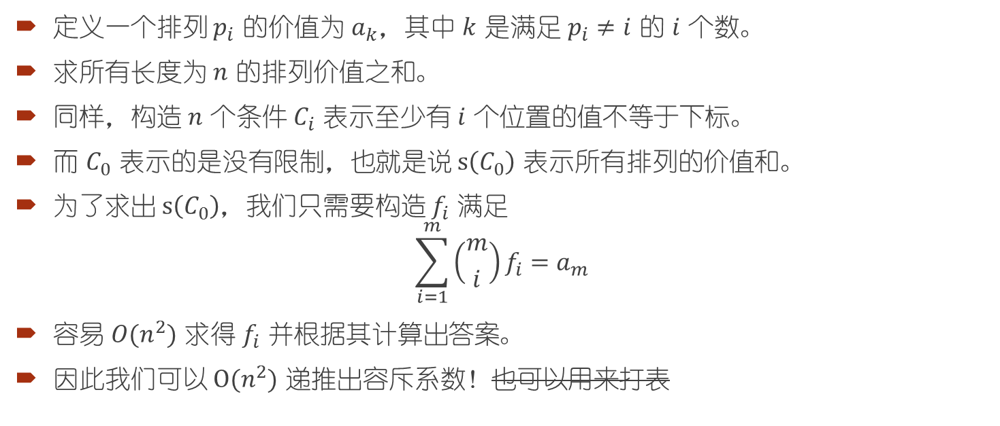 定义一个排列 p_i 的价值为 a_k，其中 k 是满足 p_i ≠ i 的 i 个数。
求所有长度为 n 的排列价值之和。
同样，构造 n 个条件 C_i 表示至少有 i 个位置的值不等于下标。
而 C_0 表示的是没有限制，也就是说 s(C_0) 表示所有排列的价值和。
为了求出 s(C_0)，我们只需要构造 f_i 满足
\sum_{i=1}^{m} \binom{m}{i} f_i = a_m
容易 O(n^2) 求得 f_i 并根据其计算出答案。
因此我们可以 O(n^2) 递推出容斥系数！也可以用来打表